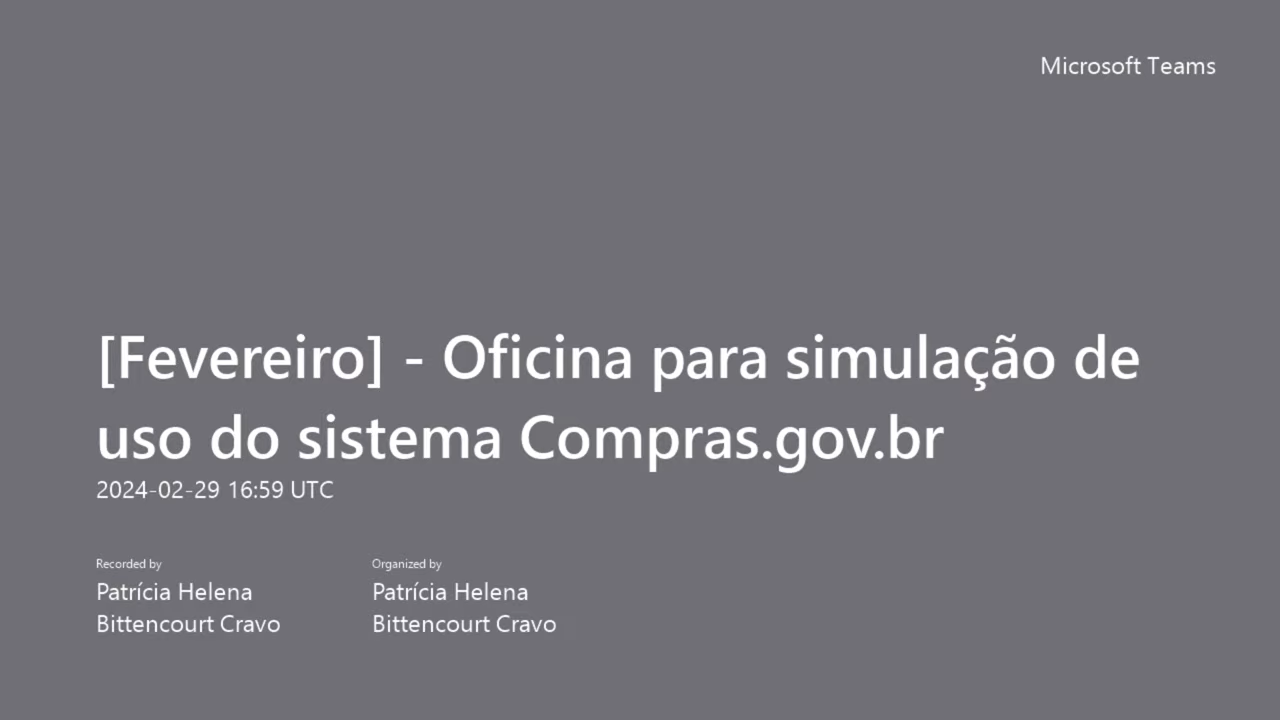 Microsoft Teams
[Fevereiro] - Oficina para simulação de
uso do sistema Compras.gov.br
2024-02-29 16:59 UTC
Recorded by
Patrícia Helena
Bittencourt Cravo
Organized by
Patrícia Helena
Bittencourt Cravo